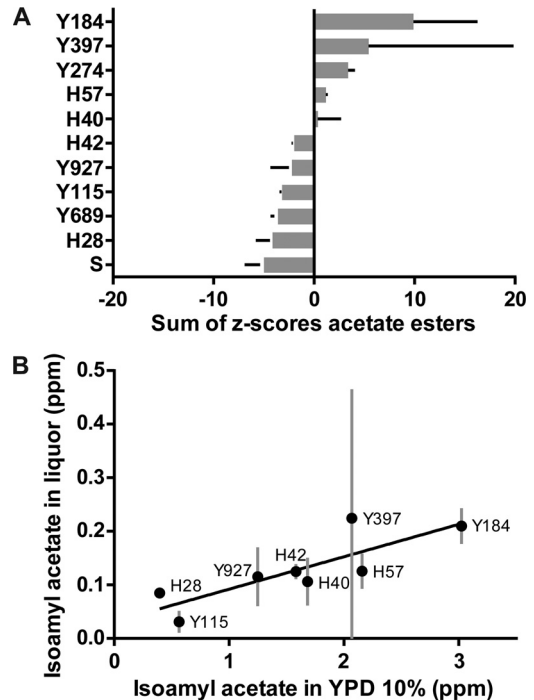 A
Y184
Y397
Y274
H57
H40
H42
Y927
Y115
Y689
H28
S
-20 -10 0 10 20
Sum of z-scores acetate esters
B
Isoamyl acetate in liquor (ppm)
0.5
0.4
0.3
0.2
0.1
0.0
Y397
Y184
H42
Y927
H40
H57
H28
Y115
0 1 2 3
Isoamyl acetate in YPD 10% (ppm)